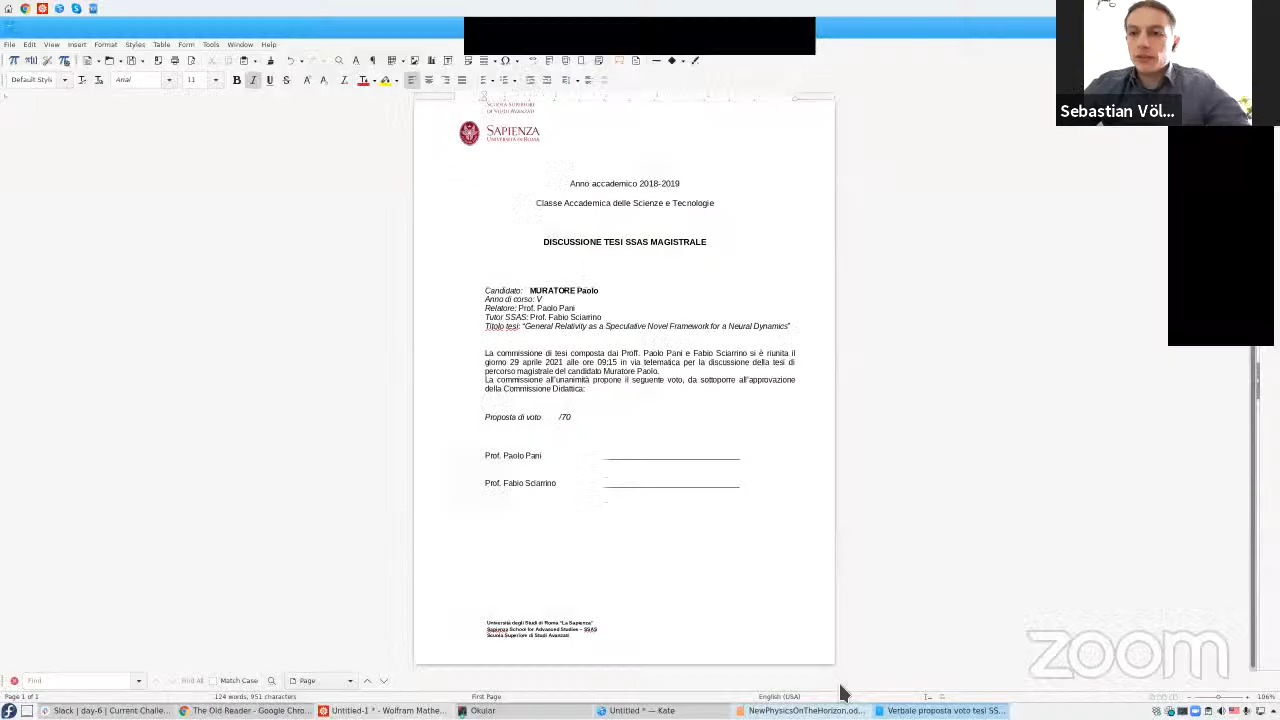 File Edit View Insert Format Styles Table Form Tools Window Help
Default Style
Arial
11
Sebastian Völ...
SCUOLA SUPERIORE
DI STUDI AVANZATI
SAPIENZA
UNIVERSITÀ DI ROMA
Anno accademico 2018-2019
Classe Accademica delle Scienze e Tecnologie
DISCUSSIONE TESI SSAS MAGISTRALE
Candidato: MURATORE Paolo
Anno di corso: V
Relatore: Prof. Paolo Pani
Tutor SSAS: Prof. Fabio Sciarrino
Titolo tesi: “General Relativity as a Speculative Novel Framework for a Neural Dynamics”
La commissione di tesi composta dai Proff. Paolo Pani e Fabio Sciarrino si è riunita il
giorno 29 aprile 2021 alle ore 09:15 in via telematica per la discussione della tesi di
percorso magistrale del candidato Muratore Paolo.
La commissione all’unanimità propone il seguente voto, da sottoporre all’approvazione
della Commissione Didattica:
Proposta di voto /70
Prof. Paolo Pani
Prof. Fabio Sciarrino
Università degli Studi di Roma “La Sapienza”
Sapienza School for Advanced Studies – SSAS
Scuola Superiore di Studi Avanzati
zoom
Find Find All Match Case Page
Page 1 of 1 124 words, 951 characters First Page English (USA) 106%
Slack | day-6 | Current Challe... The Old Reader - Google Chro... Untitled-1 * - Wolfram Mathe... Okular Untitled * — Kate NewPhysicsOnTheHorizon.od... Verbale proposta voto tesi SS...